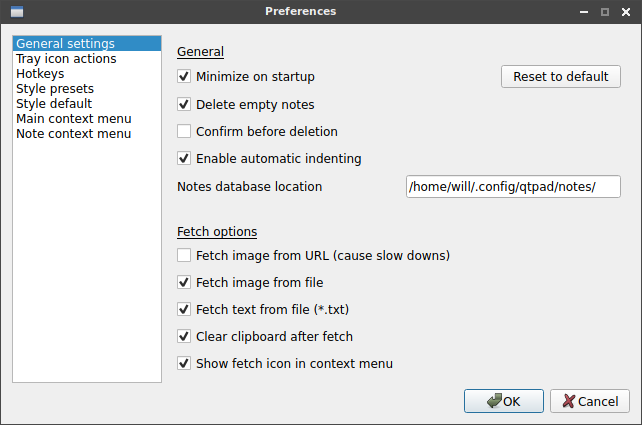 Preferences
General settings
Tray icon actions
Hotkeys
Style presets
Style default
Main context menu
Note context menu
General
Minimize on startup
Reset to default
Delete empty notes
Confirm before deletion
Enable automatic indenting
Notes database location
/home/will/.config/qtpad/notes/
Fetch options
Fetch image from URL (cause slow downs)
Fetch image from file
Fetch text from file (*.txt)
Clear clipboard after fetch
Show fetch icon in context menu
OK
Cancel